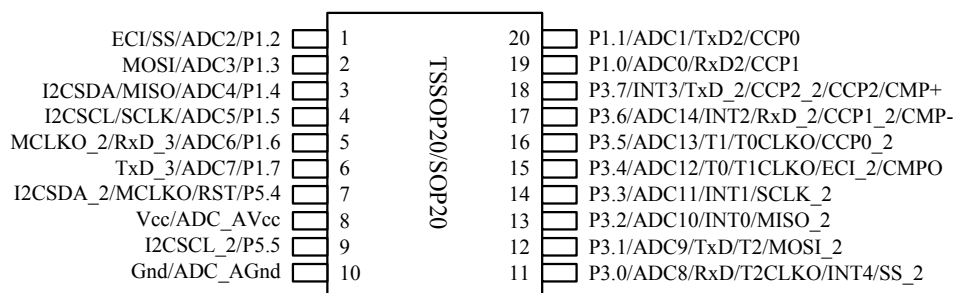 ECI/SS/ADC2/P1.2 1 20 P1.1/ADC1/TxD2/CCP0
MOSI/ADC3/P1.3 2 19 P1.0/ADC0/RxD2/CCP1
I2CSDA/MISO/ADC4/P1.4 3 18 P3.7/INT3/TxD_2/CCP2_2/CCP2/CMP+
I2CSCL/SCLK/ADC5/P1.5 4 17 P3.6/ADC14/INT2/RxD_2/CCP1_2/CMP-
MCLKO_2/RxD_3/ADC6/P1.6 5 16 P3.5/ADC13/T1/T0CLKO/CCP0_2
TxD_3/ADC7/P1.7 6 15 P3.4/ADC12/T0/T1CLKO/ECI_2/CMPO
I2CSDA_2/MCLKO/RST/P5.4 7 14 P3.3/ADC11/INT1/SCLK_2
Vcc/ADC_AVcc 8 13 P3.2/ADC10/INT0/MISO_2
I2CSCL_2/P5.5 9 12 P3.1/ADC9/TxD/T2/MOSI_2
Gnd/ADC_AGnd 10 11 P3.0/ADC8/RxD/T2CLKO/INT4/SS_2
TSSOP20/SOP20